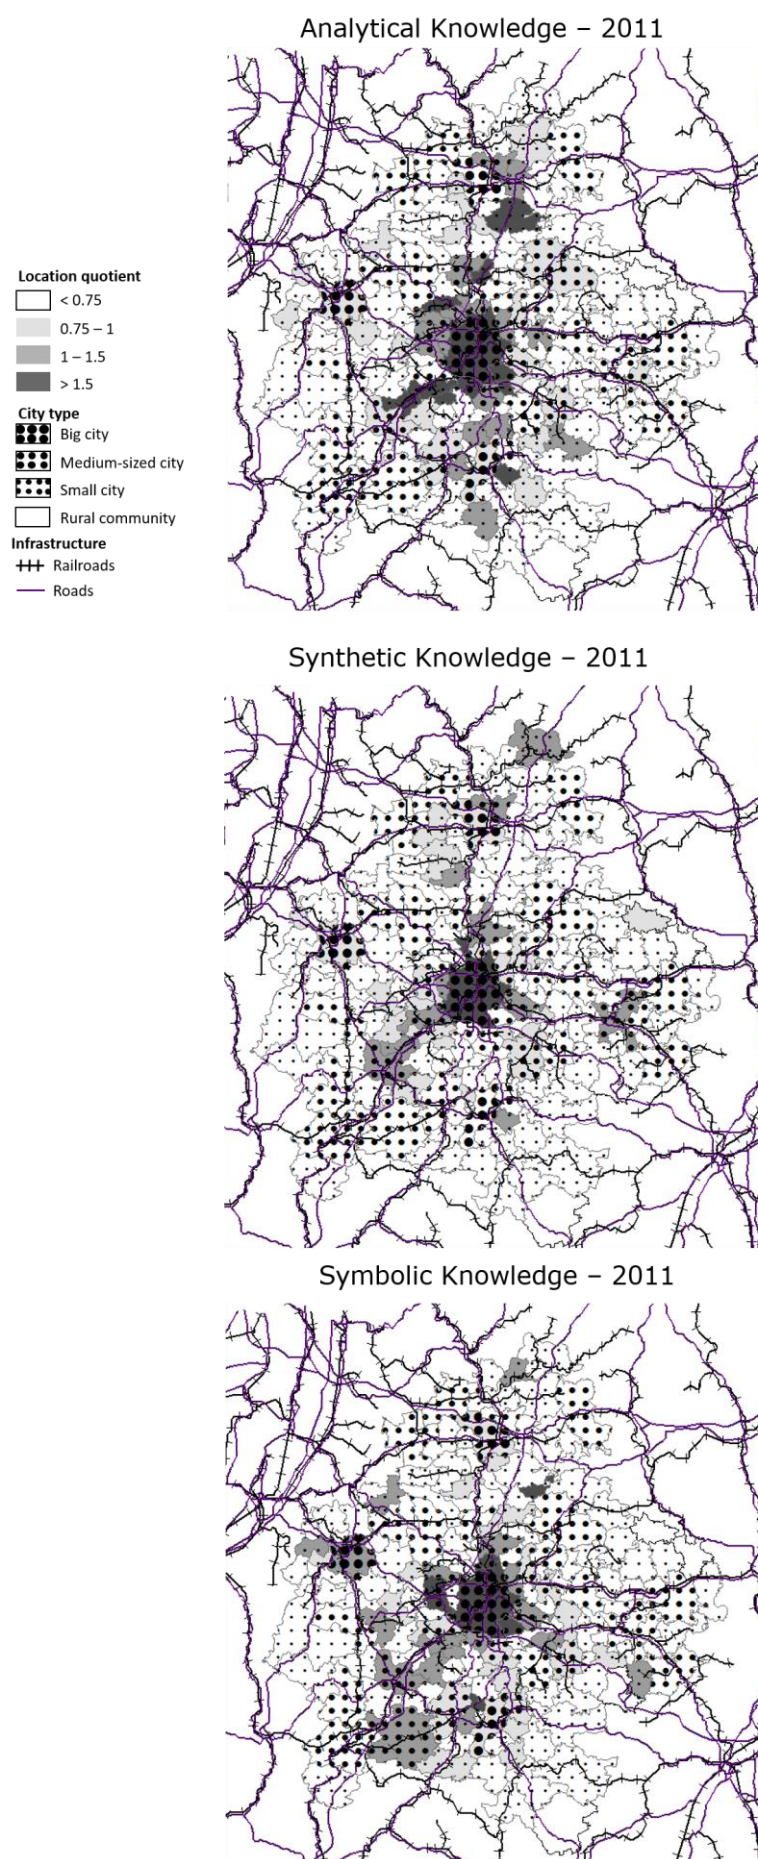 Analytical Knowledge – 2011
Location quotient
< 0.75
0.75 – 1
1 – 1.5
> 1.5
City type
Big city
Medium-sized city
Small city
Rural community
Infrastructure
Railroads
Roads
Synthetic Knowledge – 2011
Symbolic Knowledge – 2011